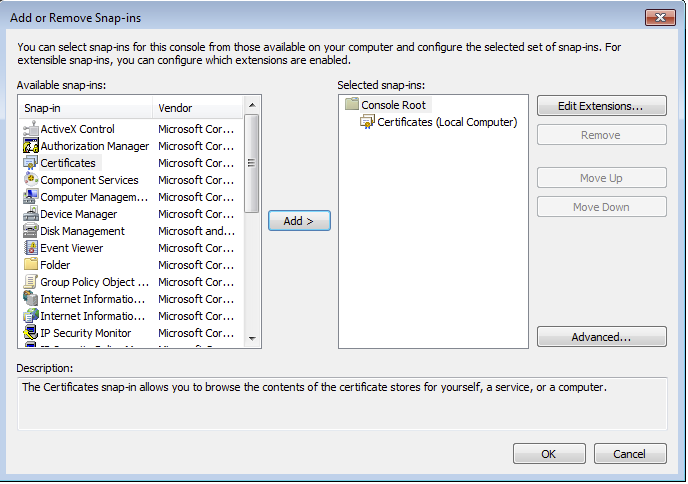 Add or Remove Snap-ins
You can select snap-ins for this console from those available on your computer and configure the selected set of snap-ins. For
extensible snap-ins, you can configure which extensions are enabled.
Available snap-ins:
Snap-in Vendor
ActiveX Control Microsoft Cor...
Authorization Manager Microsoft Cor...
Certificates Microsoft Cor...
Component Services Microsoft Cor...
Computer Managem... Microsoft Cor...
Device Manager Microsoft Cor...
Disk Management Microsoft and...
Event Viewer Microsoft Cor...
Folder Microsoft Cor...
Group Policy Object ... Microsoft Cor...
Internet Informatio... Microsoft Cor...
Internet Informatio... Microsoft Cor...
IP Security Monitor Microsoft Cor...
Add >
Selected snap-ins:
Console Root
Certificates (Local Computer)
Edit Extensions...
Remove
Move Up
Move Down
Advanced...
Description:
The Certificates snap-in allows you to browse the contents of the certificate stores for yourself, a service, or a computer.
OK
Cancel